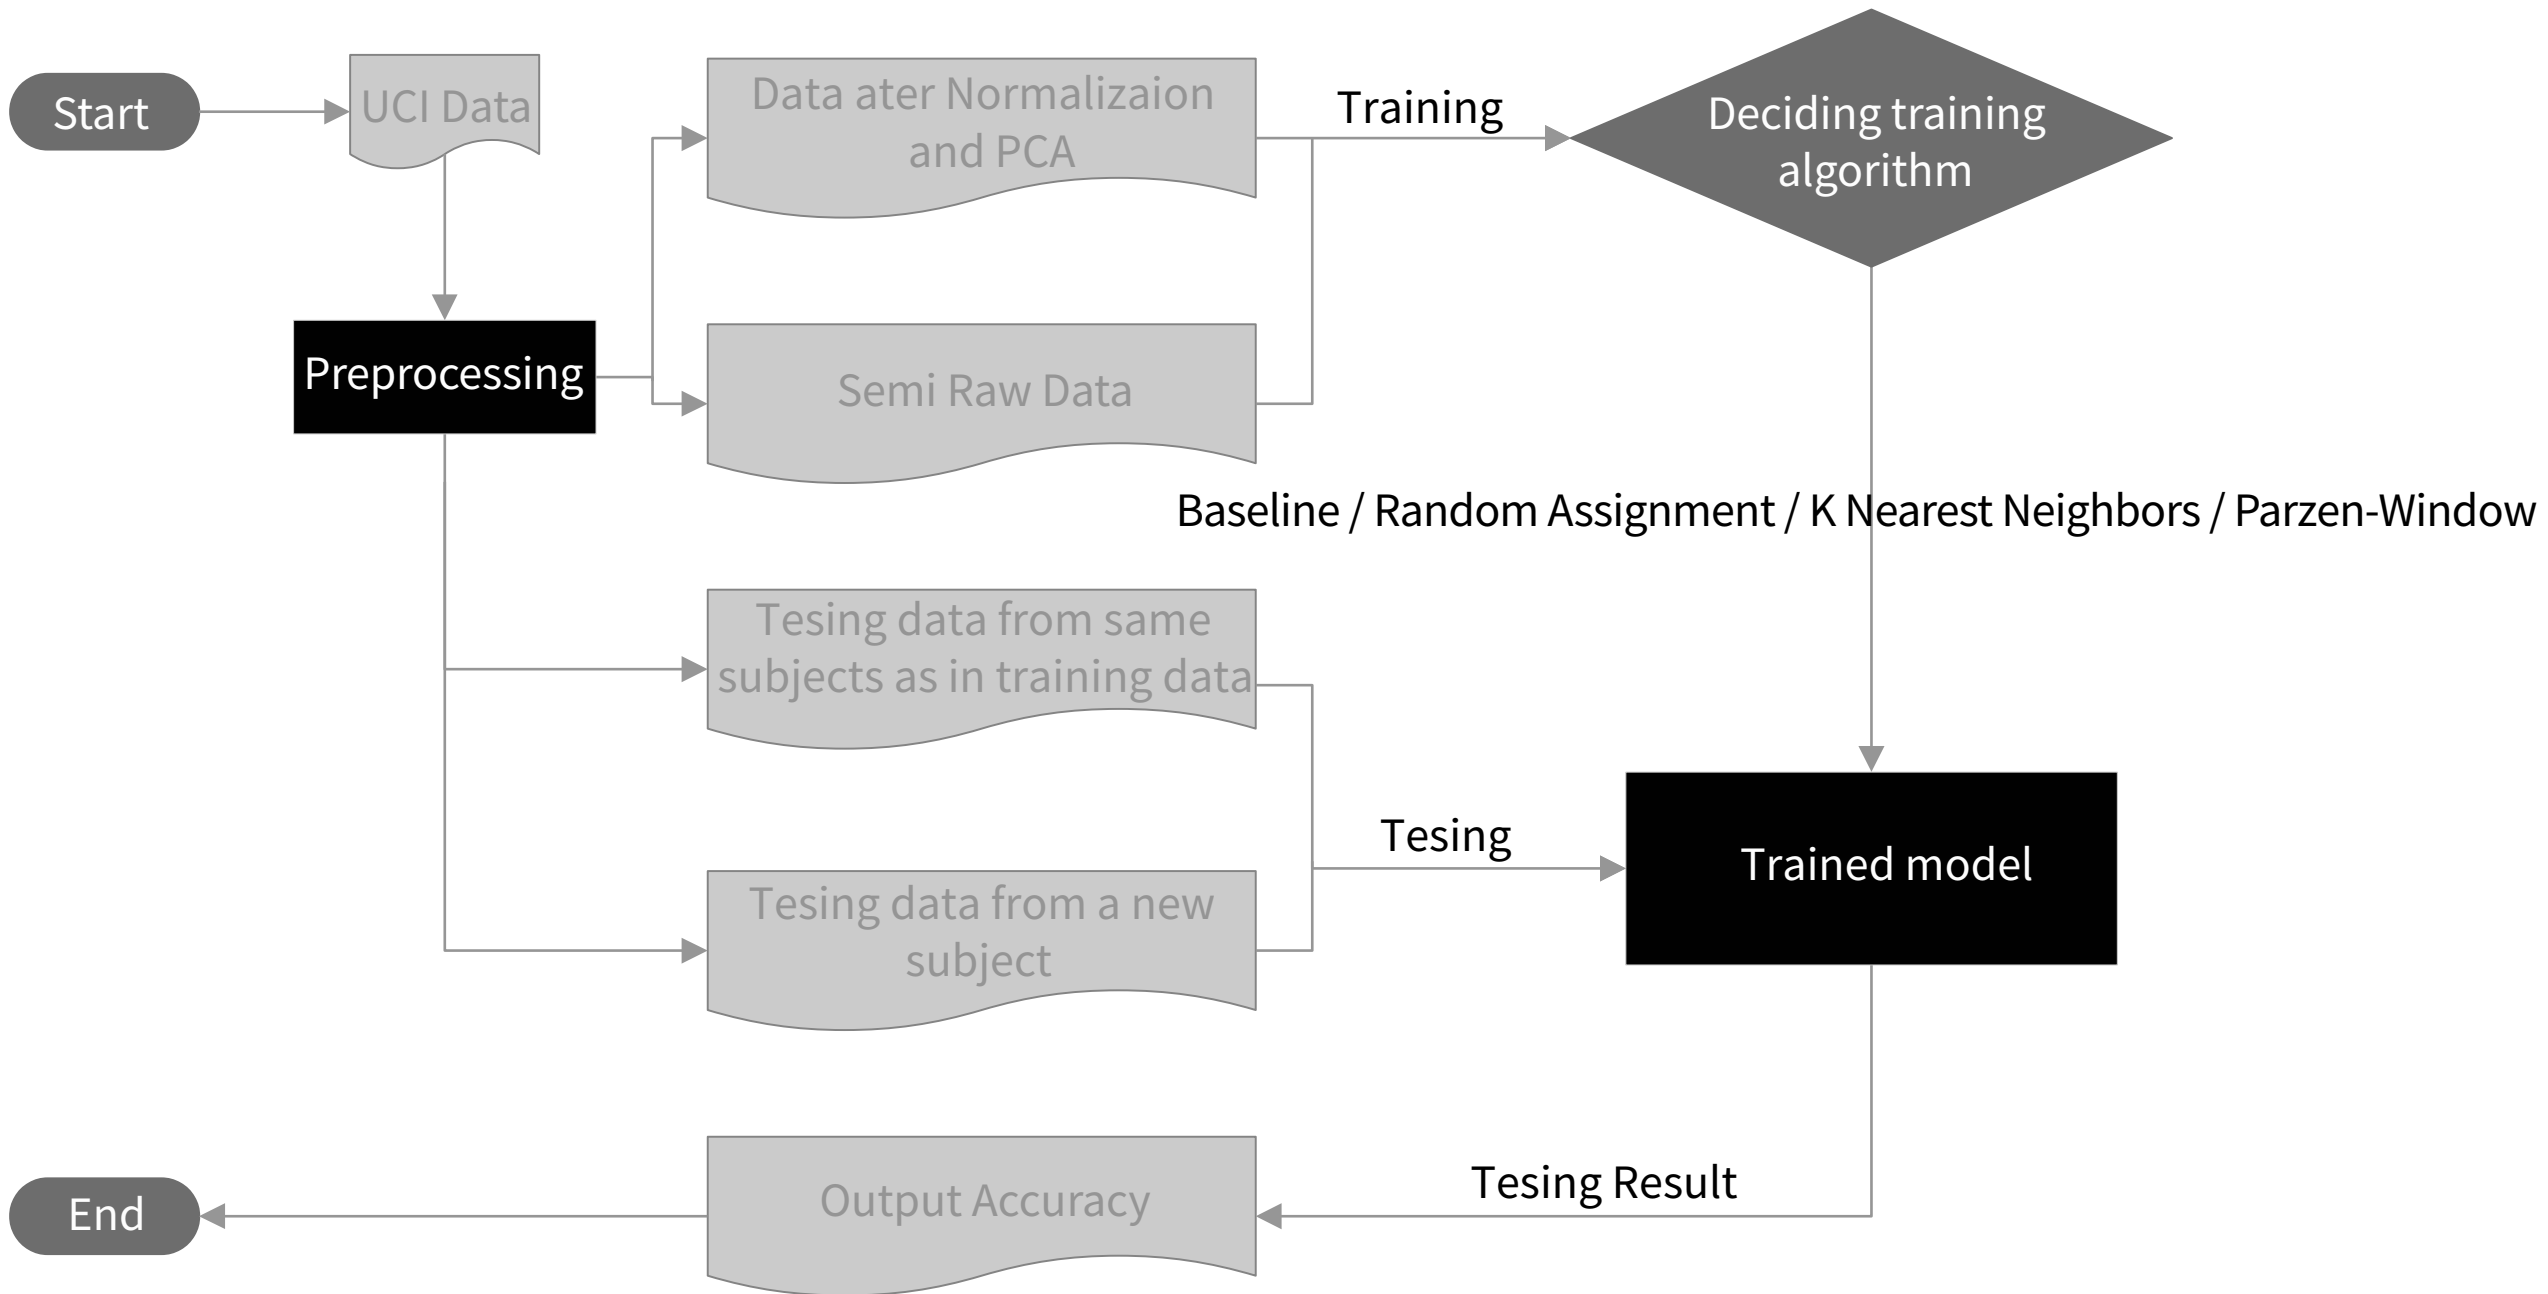 Start
UCI Data
Data ater Normalizaion
and PCA
Training
Deciding training
algorithm
Preprocessing
Semi Raw Data
Baseline / Random Assignment / K Nearest Neighbors / Parzen-Window
Tesing data from same
subjects as in training data
Tesing
Trained model
Tesing data from a new
subject
Tesing Result
Output Accuracy
End